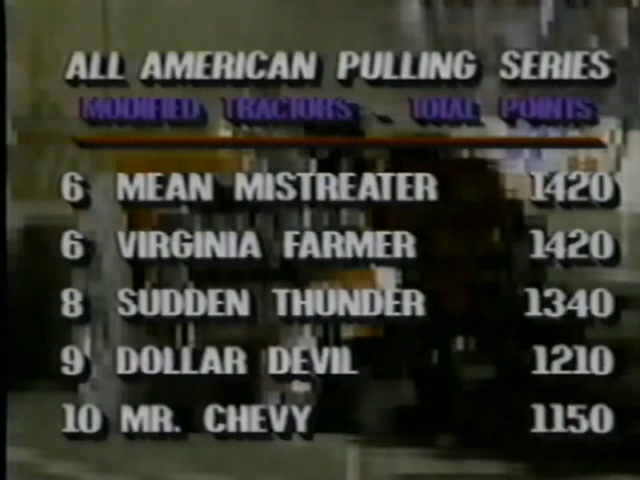 ALL AMERICAN PULLING SERIES
MODIFIED TRACTORS - TOTAL POINTS
6 MEAN MISTREATER 1420
6 VIRGINIA FARMER 1420
8 SUDDEN THUNDER 1340
9 DOLLAR DEVIL 1210
10 MR. CHEVY 1150